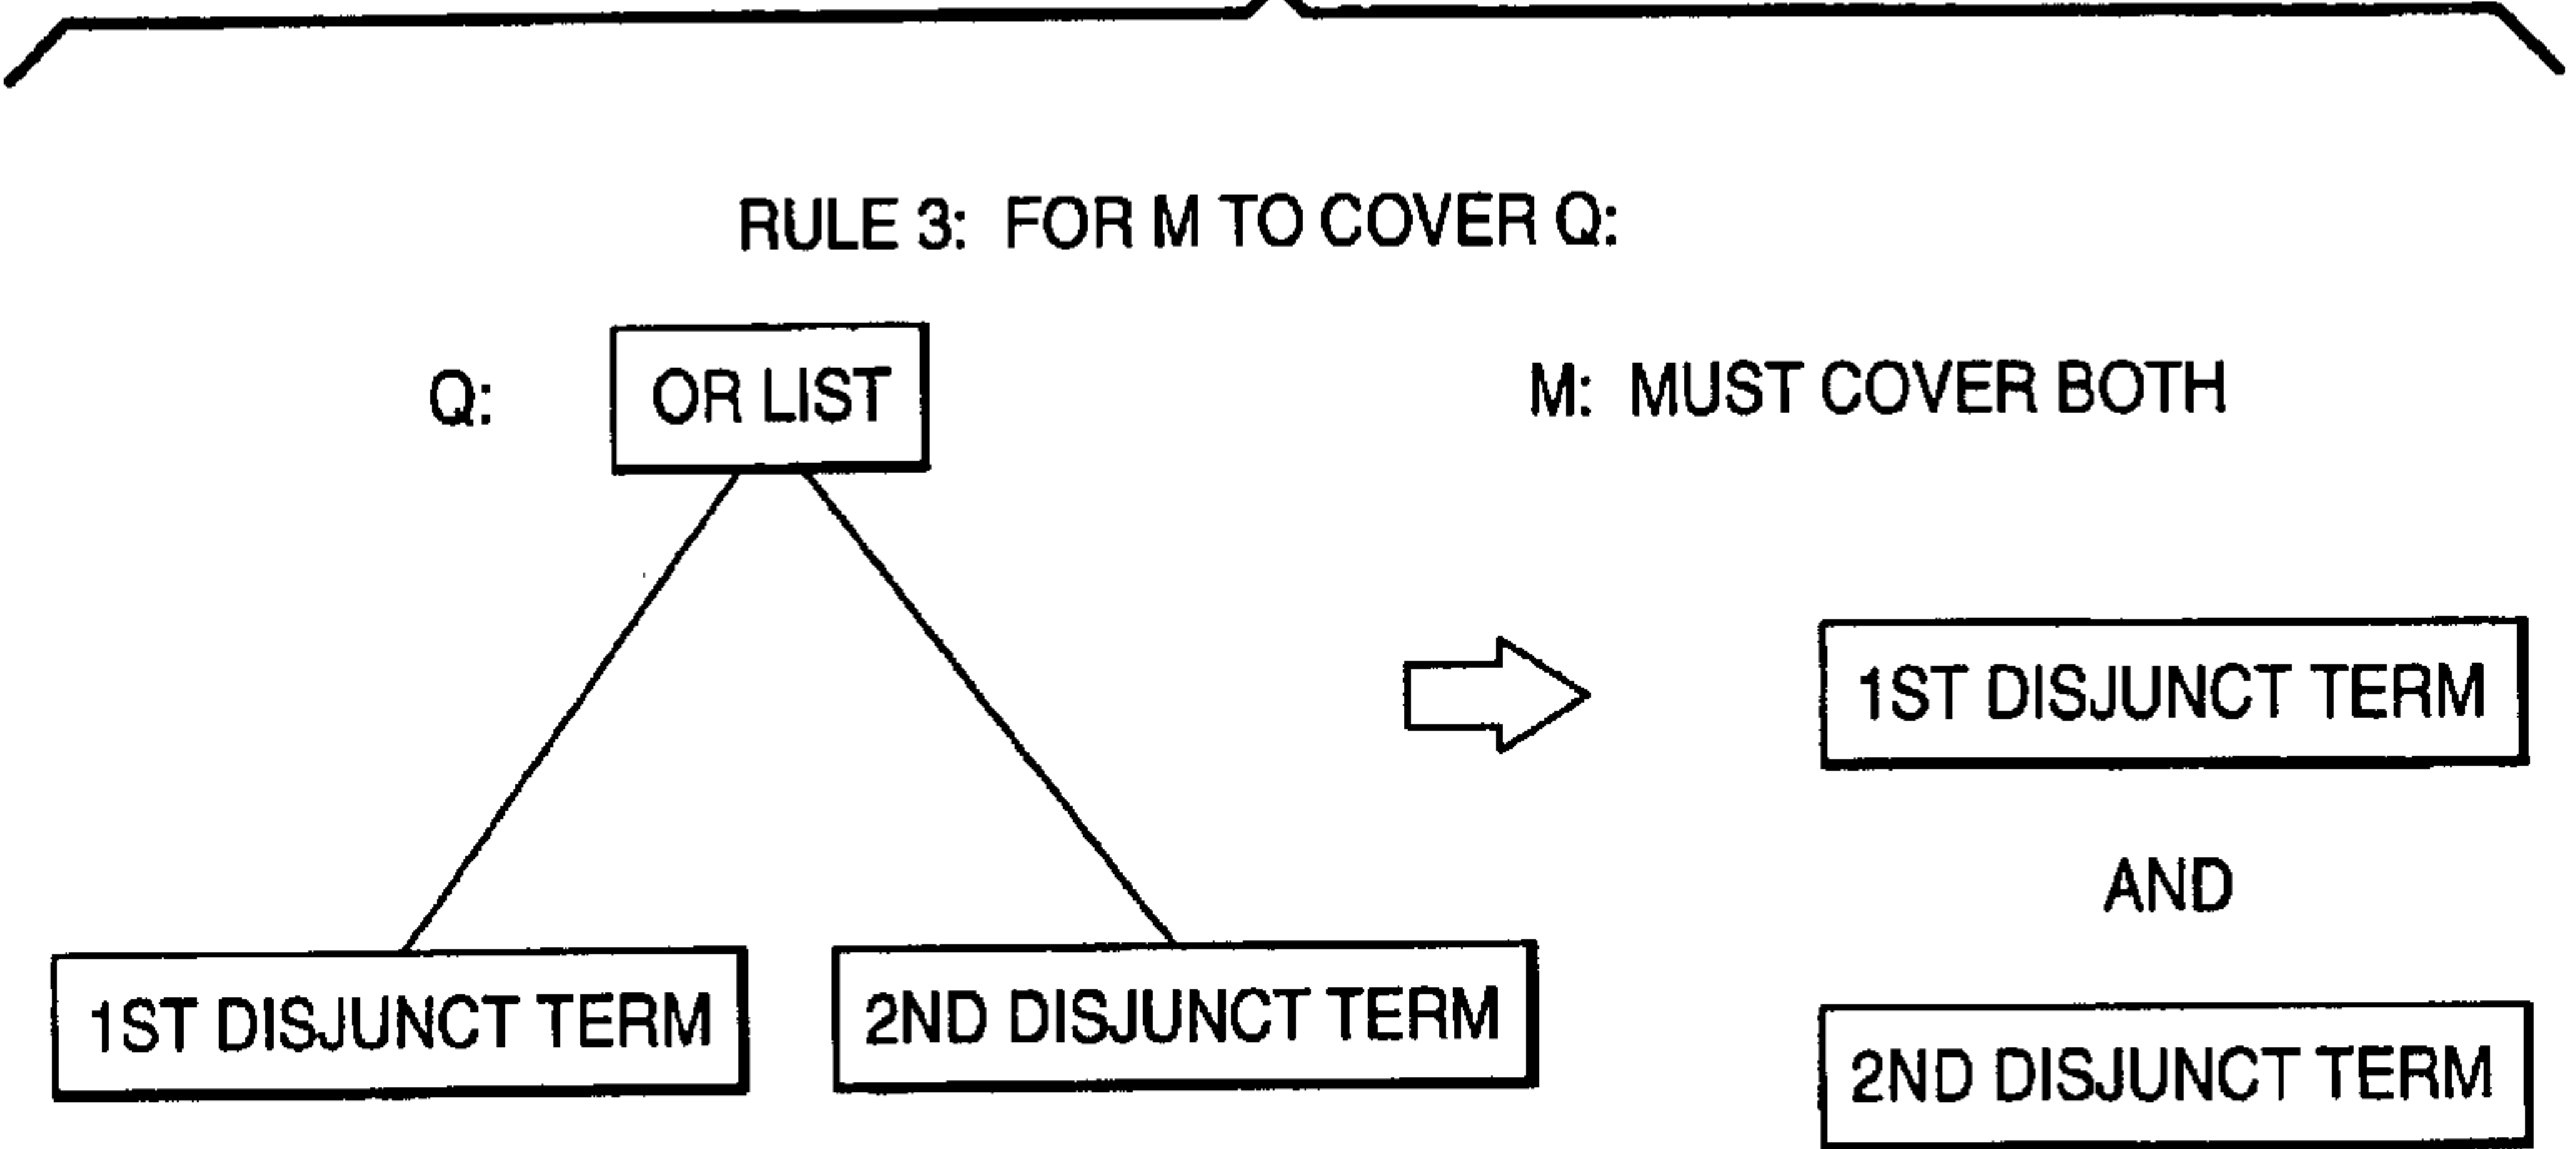 RULE 3: FOR M TO COVER Q:
Q:
OR LIST
M: MUST COVER BOTH
1ST DISJUNCT TERM
AND
1ST DISJUNCT TERM
2ND DISJUNCT TERM
2ND DISJUNCT TERM